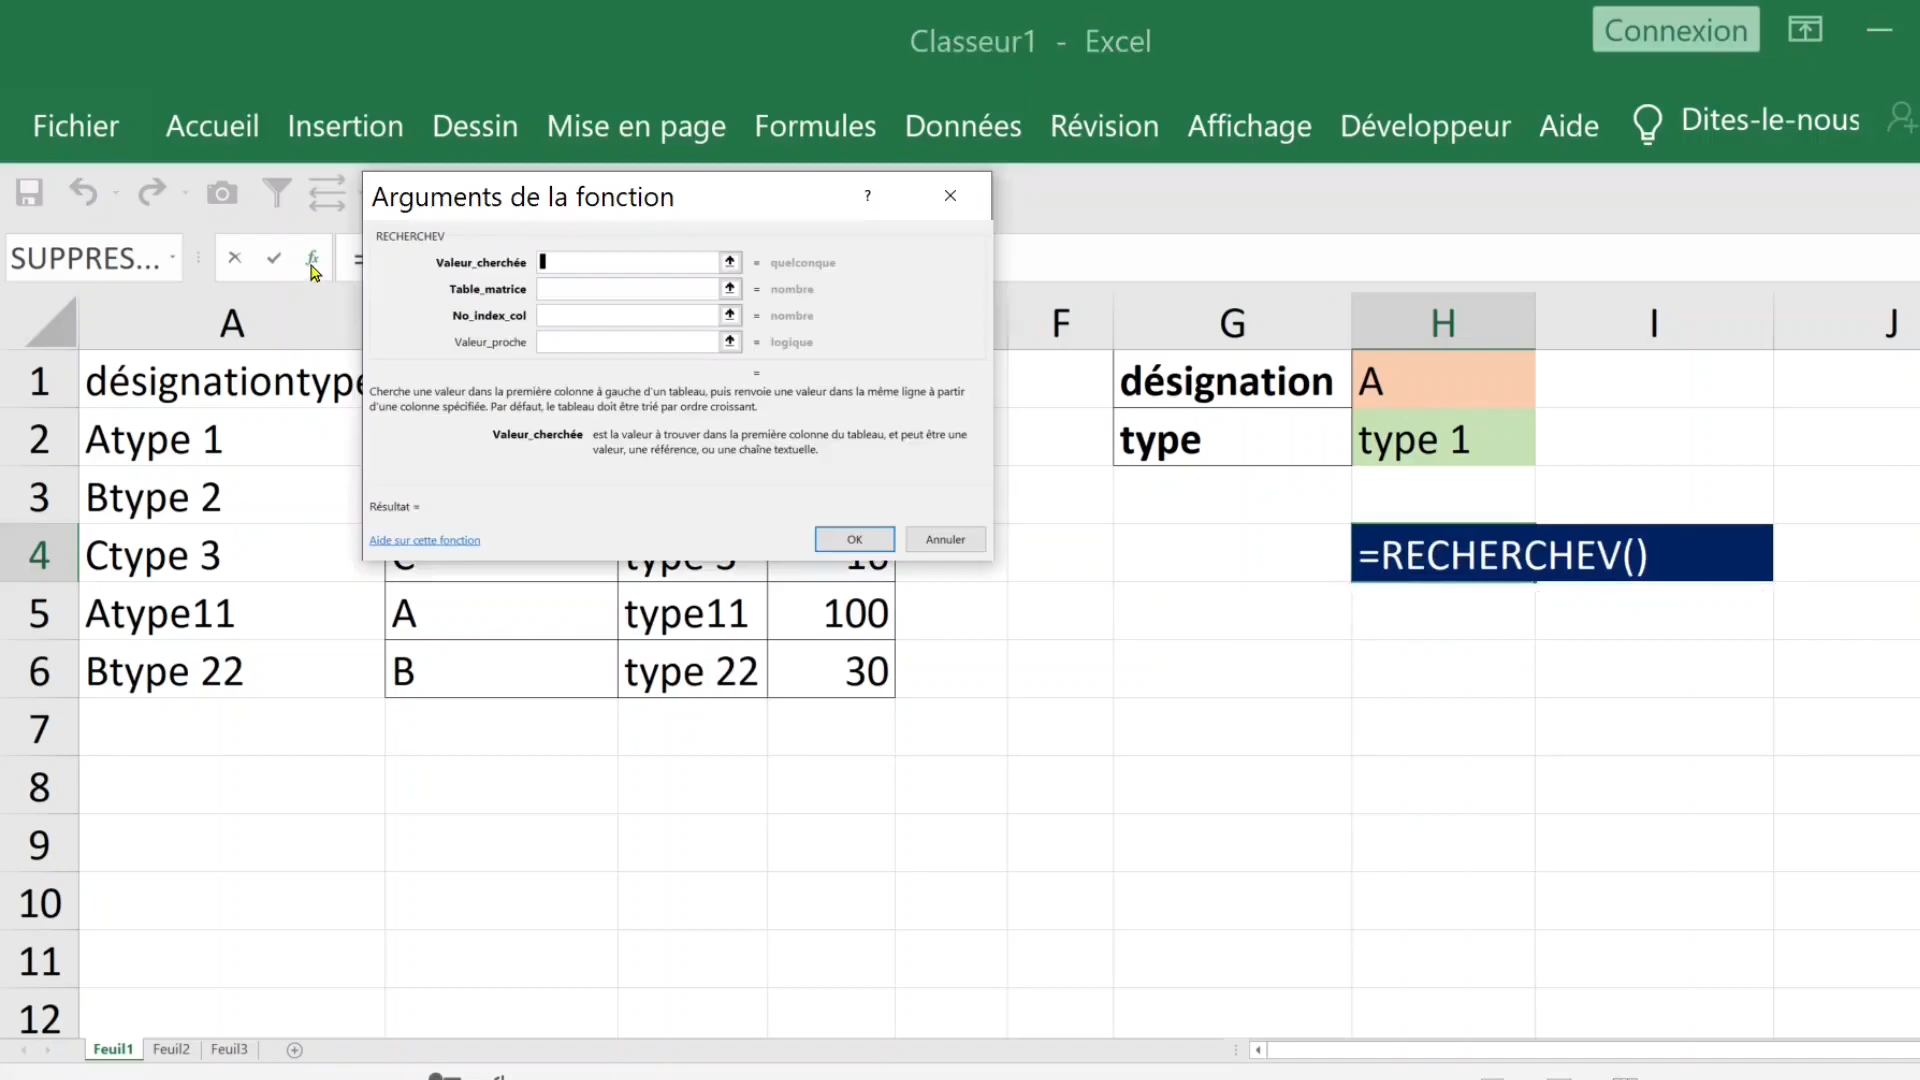 Classeur1 - Excel
Connexion
Fichier Accueil Insertion Dessin Mise en page Formules Données Révision Affichage Développeur Aide Dites-le-nous
Arguments de la fonction ? ×
SUPPRES... fx =
RECHERCHEV
Valeur_cherchée = quelconque
Table_matrice = nombre
No_index_col = nombre
Valeur_proche = logique
=
Cherche une valeur dans la première colonne à gauche d'un tableau, puis renvoie une valeur dans la même ligne à partir
d'une colonne spécifiée. Par défaut, le tableau doit être trié par ordre croissant.
Valeur_cherchée est la valeur à trouver dans la première colonne du tableau, et peut être une
valeur, une référence, ou une chaîne textuelle.
Résultat =
Aide sur cette fonction OK Annuler
A F G H I J
1 désignationtype désignation A
2 Atype 1 type type 1
3 Btype 2
4 Ctype 3 C type 3 10 =RECHERCHEV()
5 Atype11 A type11 100
6 Btype 22 B type 22 30
7
8
9
10
11
12
Feuil1 Feuil2 Feuil3